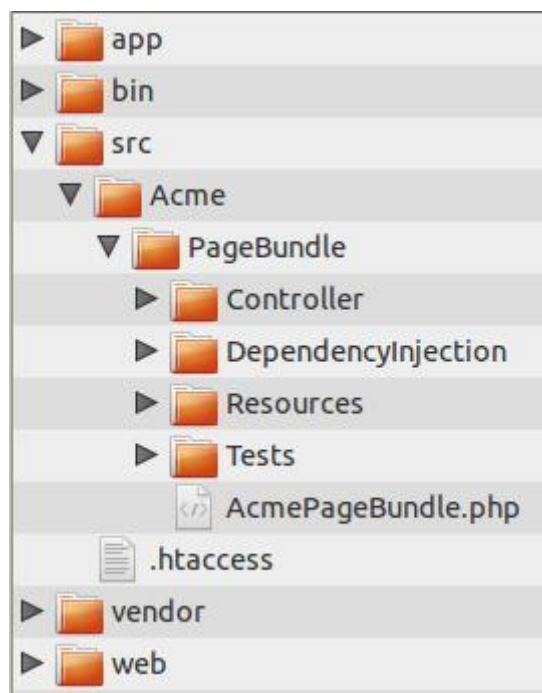 app
bin
src
Acme
PageBundle
Controller
DependencyInjection
Resources
Tests
AcmePageBundle.php
.htaccess
vendor
web